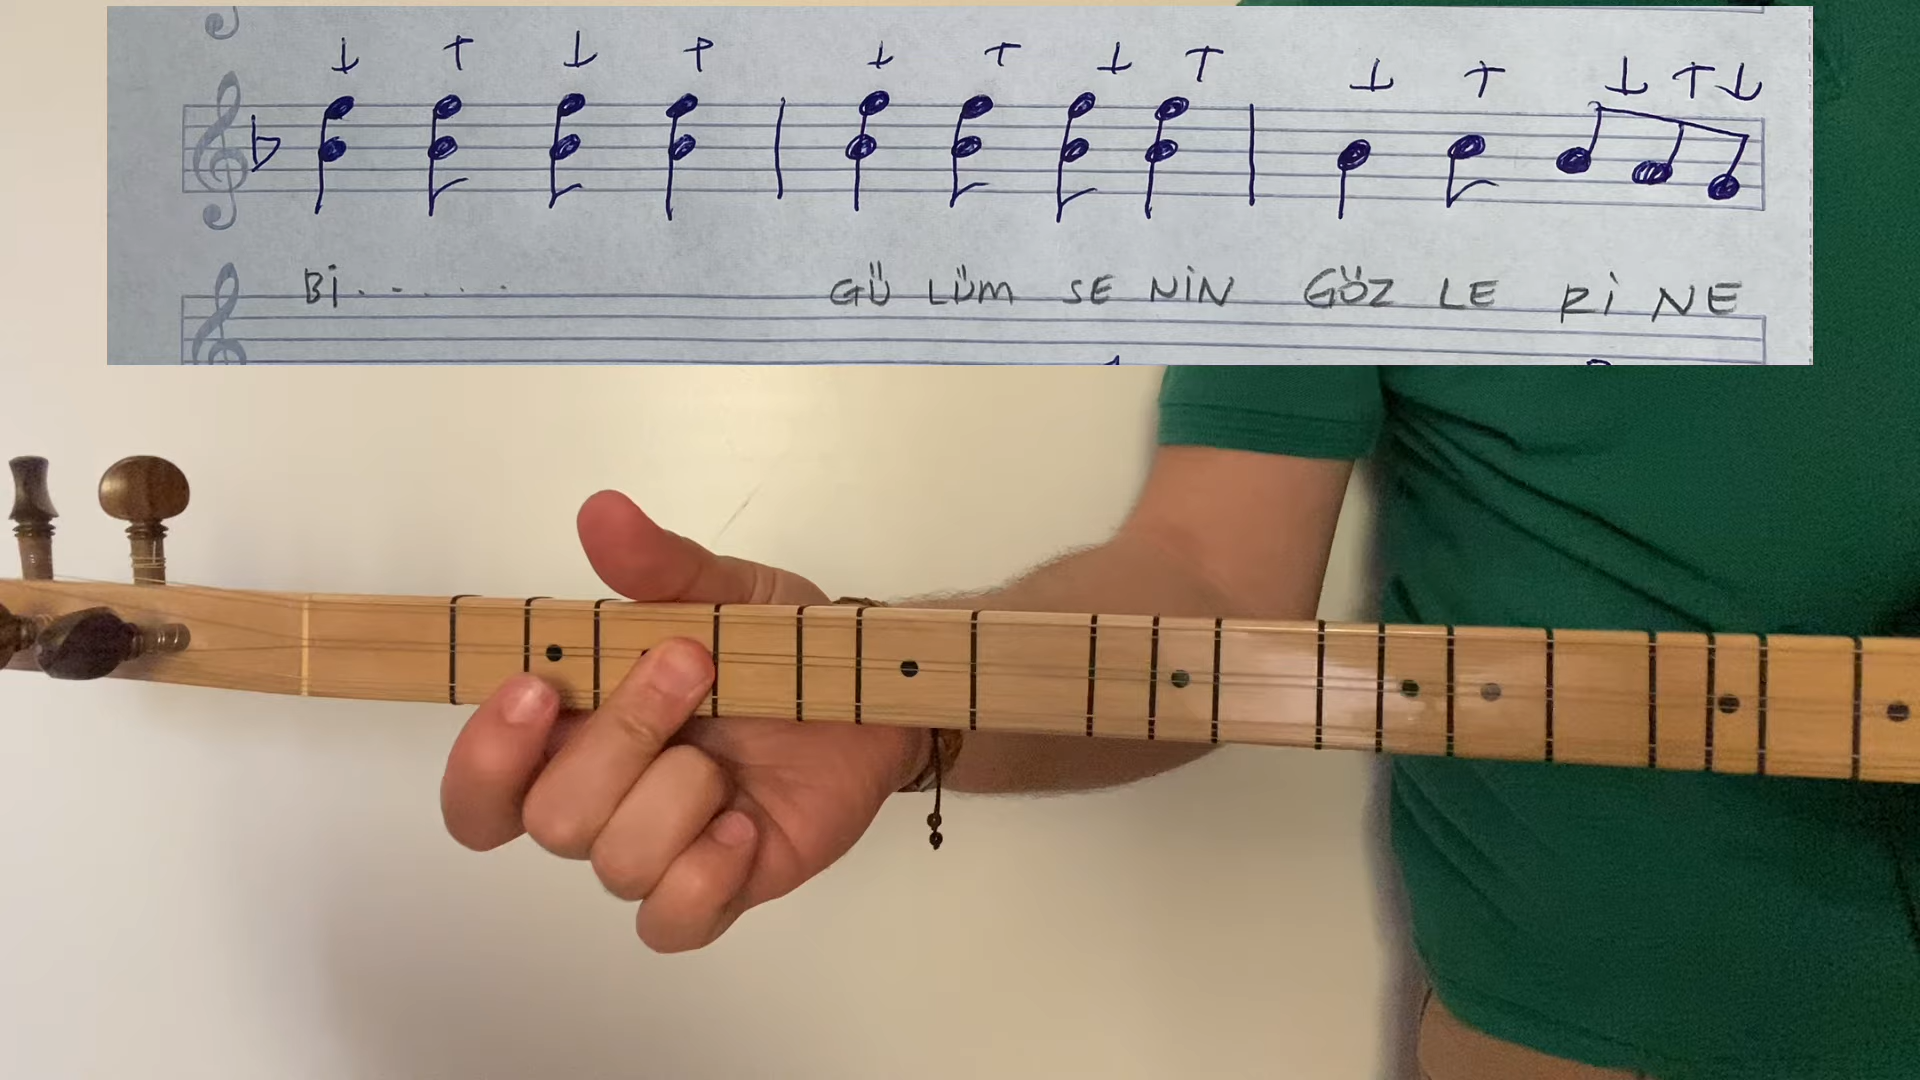 Bİ. . . . . GÜ LÜM SE NİN GÖZ LE Rİ NE